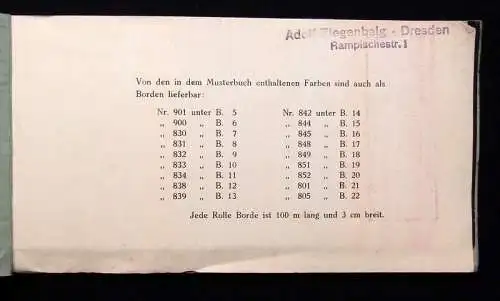 Adolf Ziegenbalg - Dresden
Rampischestr. 1
Von den in dem Musterbuch enthaltenen Farben sind auch als
Borden lieferbar:
Nr. 901 unter B. 5 Nr. 842 unter B. 14
„ 900 „ B. 6 „ 844 „ B. 15
„ 830 „ B. 7 „ 845 „ B. 16
„ 831 „ B. 8 „ 848 „ B. 17
„ 832 „ B. 9 „ 849 „ B. 18
„ 833 „ B. 10 „ 851 „ B. 19
„ 834 „ B. 11 „ 852 „ B. 20
„ 838 „ B. 12 „ 801 „ B. 21
„ 839 „ B. 13 „ 805 „ B. 22
Jede Rolle Borde ist 100 m lang und 3 cm breit.